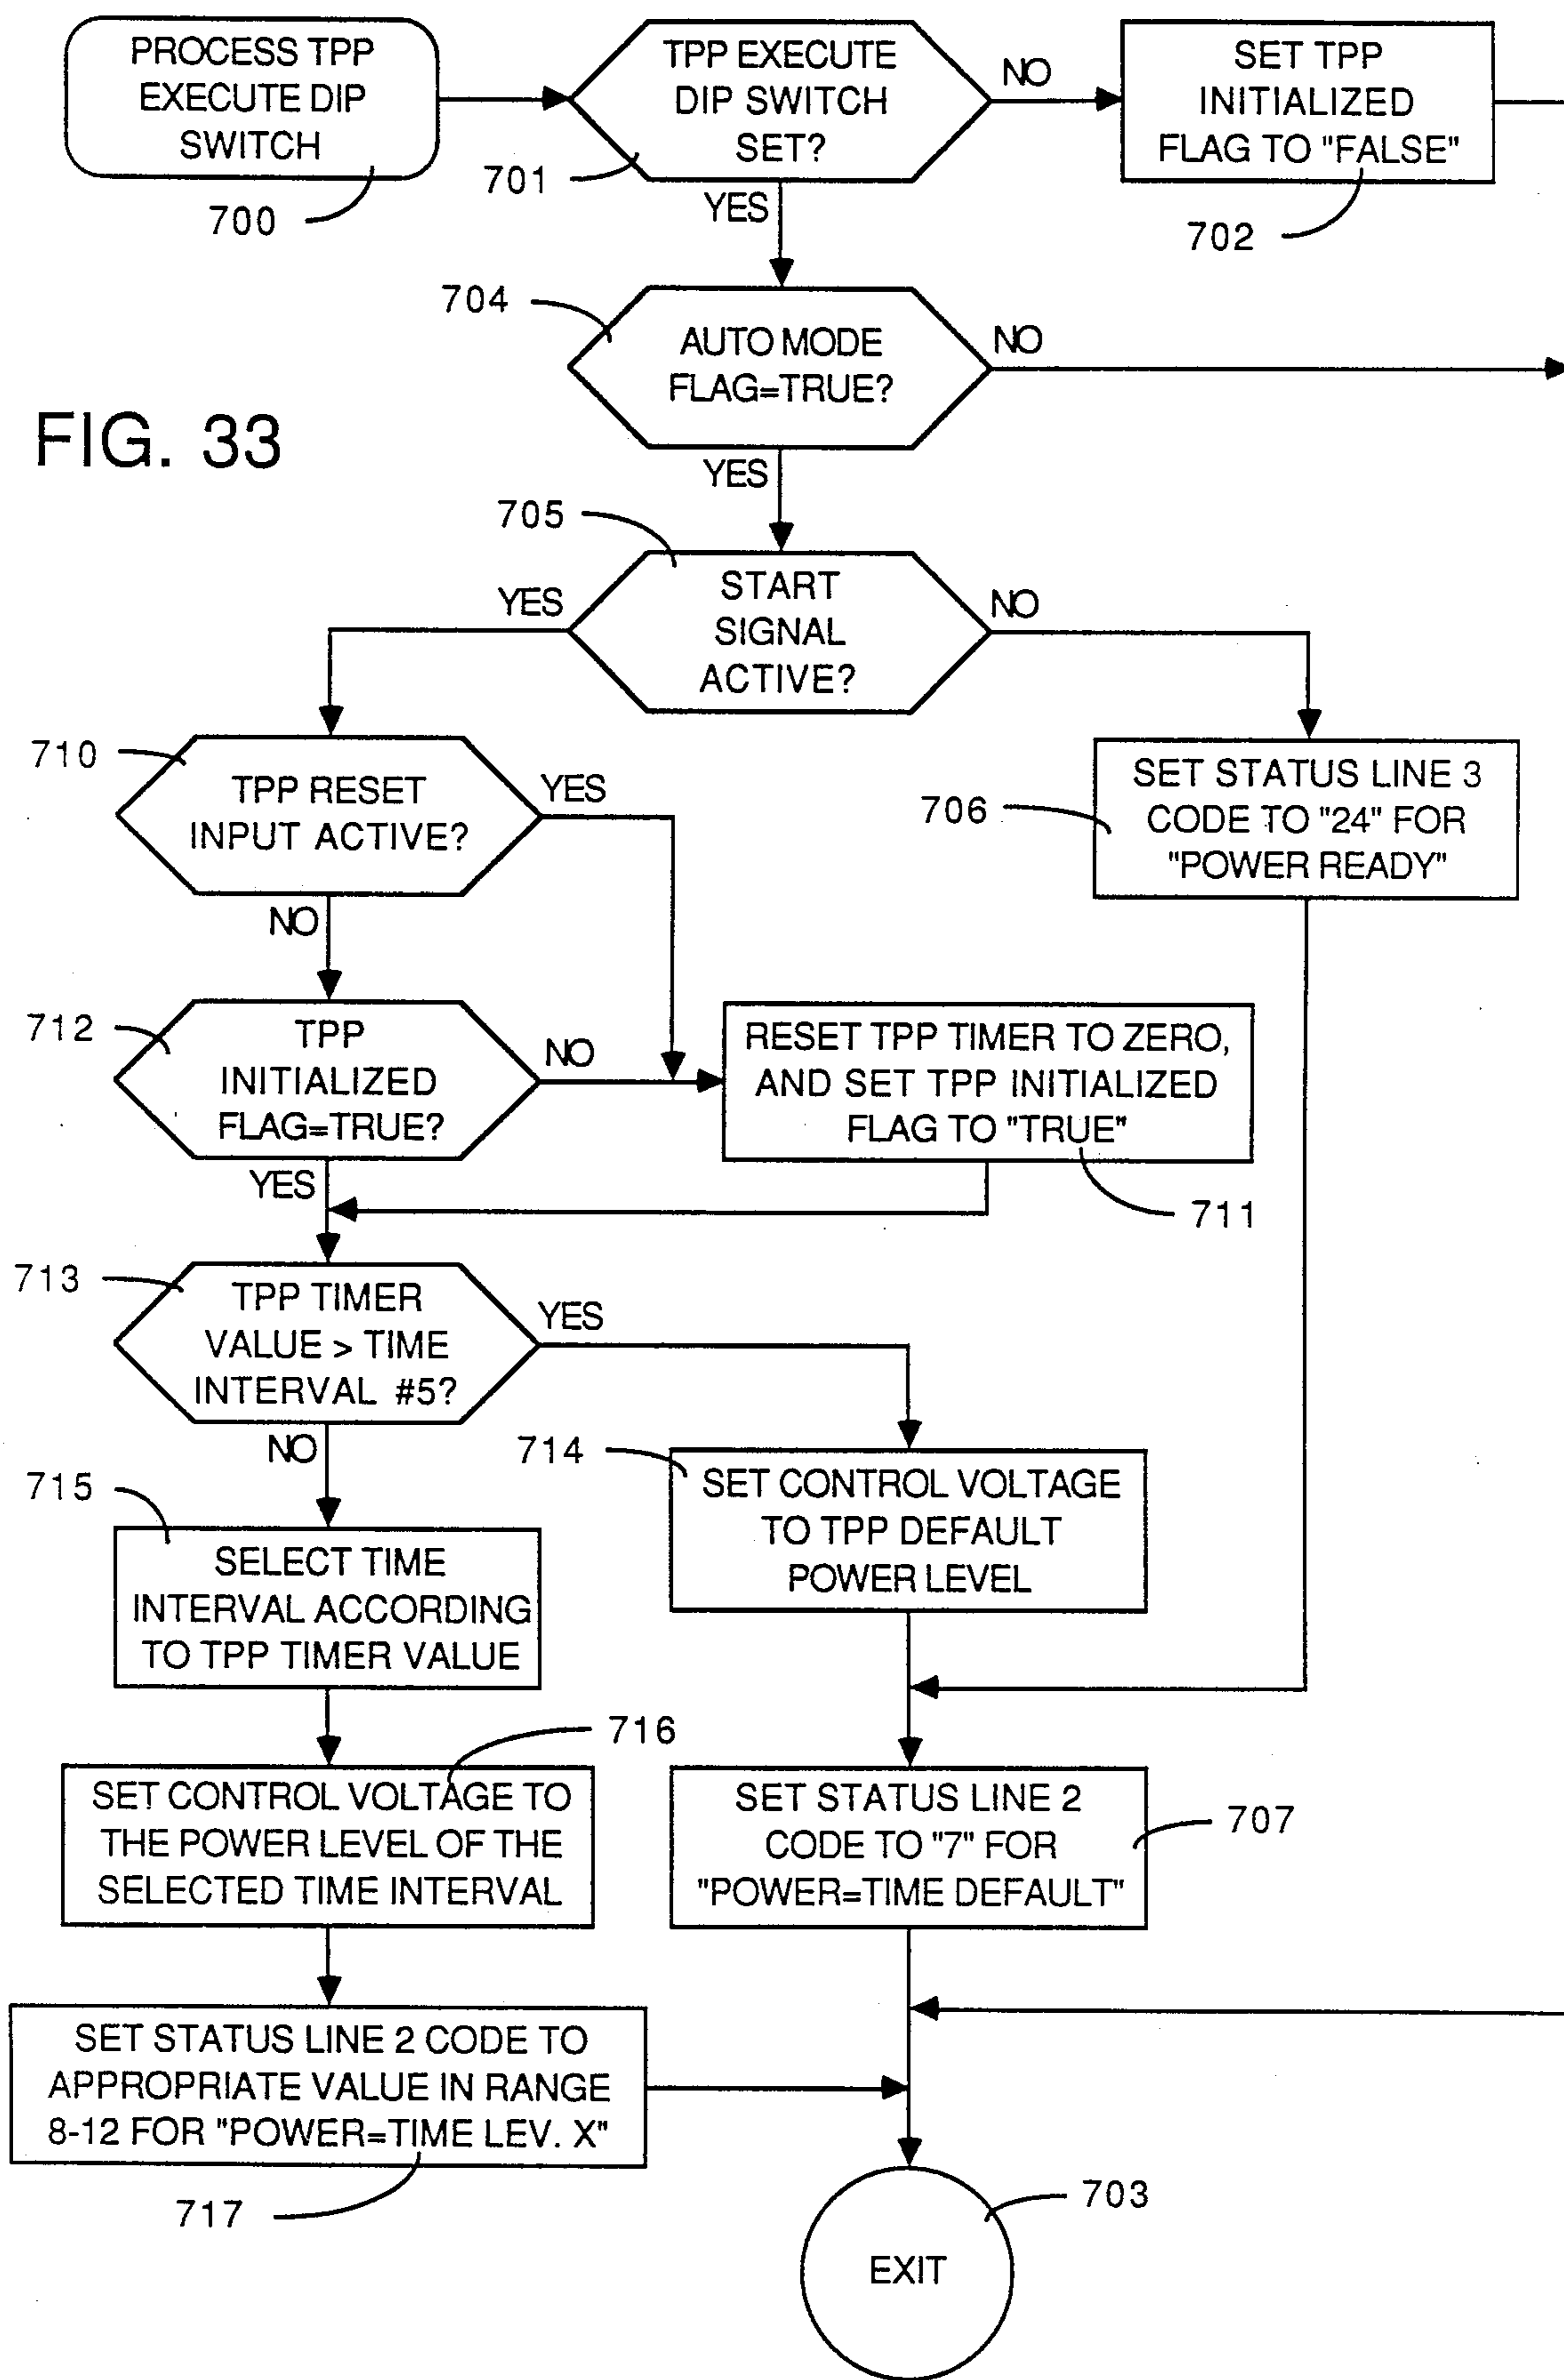 PROCESS TPP
EXECUTE DIP
SWITCH
700
TPP EXECUTE
DIP SWITCH
SET?
701
NO
YES
SET TPP
INITIALIZED
FLAG TO "FALSE"
702
704
AUTO MODE
FLAG=TRUE?
NO
YES
FIG. 33
705
START
SIGNAL
ACTIVE?
YES
NO
710
TPP RESET
INPUT ACTIVE?
YES
NO
706
SET STATUS LINE 3
CODE TO "24" FOR
"POWER READY"
712
TPP
INITIALIZED
FLAG=TRUE?
NO
YES
RESET TPP TIMER TO ZERO,
AND SET TPP INITIALIZED
FLAG TO "TRUE"
711
713
TPP TIMER
VALUE > TIME
INTERVAL #5?
YES
NO
714
SET CONTROL VOLTAGE
TO TPP DEFAULT
POWER LEVEL
715
SELECT TIME
INTERVAL ACCORDING
TO TPP TIMER VALUE
716
SET CONTROL VOLTAGE TO
THE POWER LEVEL OF THE
SELECTED TIME INTERVAL
SET STATUS LINE 2
CODE TO "7" FOR
"POWER=TIME DEFAULT"
707
SET STATUS LINE 2 CODE TO
APPROPRIATE VALUE IN RANGE
8-12 FOR "POWER=TIME LEV. X"
717
703
EXIT